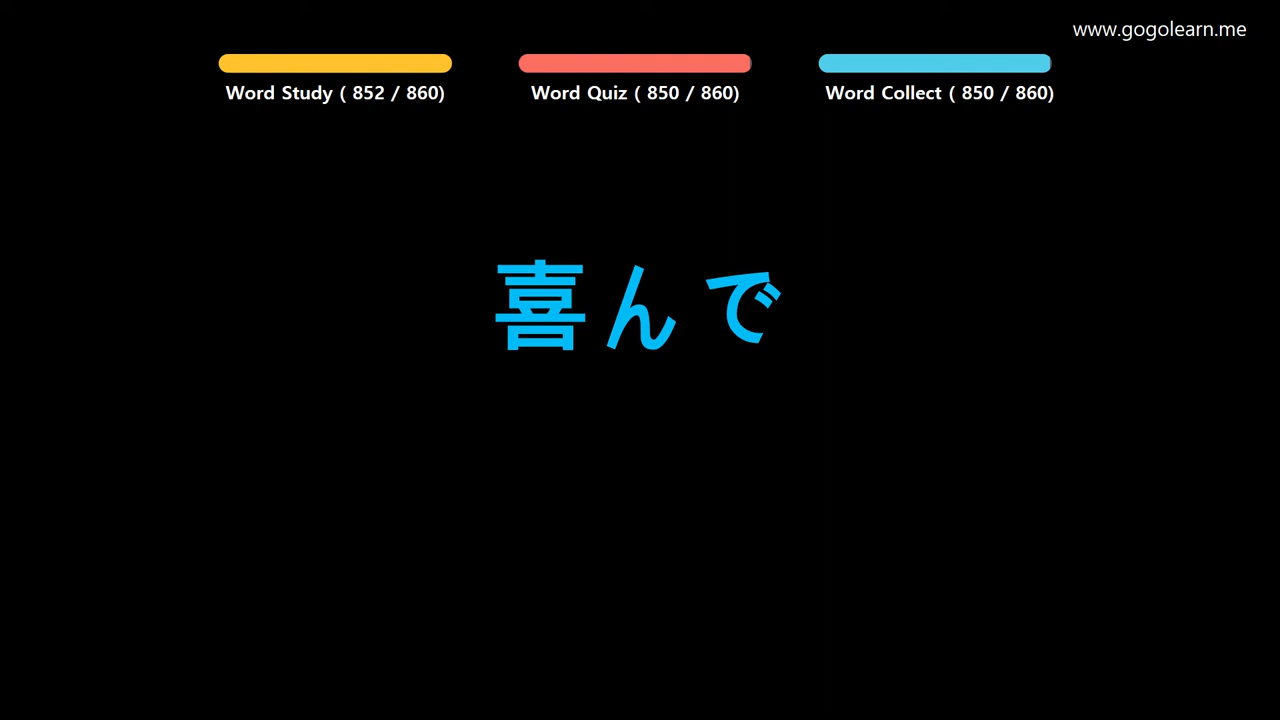 www.gogolearn.me
Word Study ( 852 / 860)
Word Quiz ( 850 / 860)
Word Collect ( 850 / 860)
喜んで